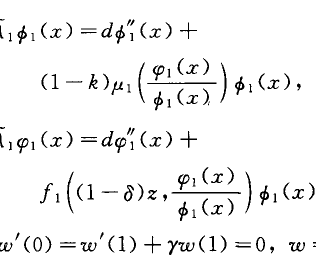 λ̄₁ϕ₁(x)=dϕ₁″(x)+
(1-k)μ₁(φ₁(x)/ϕ₁(x))ϕ₁(x),
λ̄₁φ₁(x)=dφ₁″(x)+
f₁((1-δ)z,φ₁(x)/ϕ₁(x))ϕ₁(x)
w′(0)=w′(1)+γw(1)=0, w=